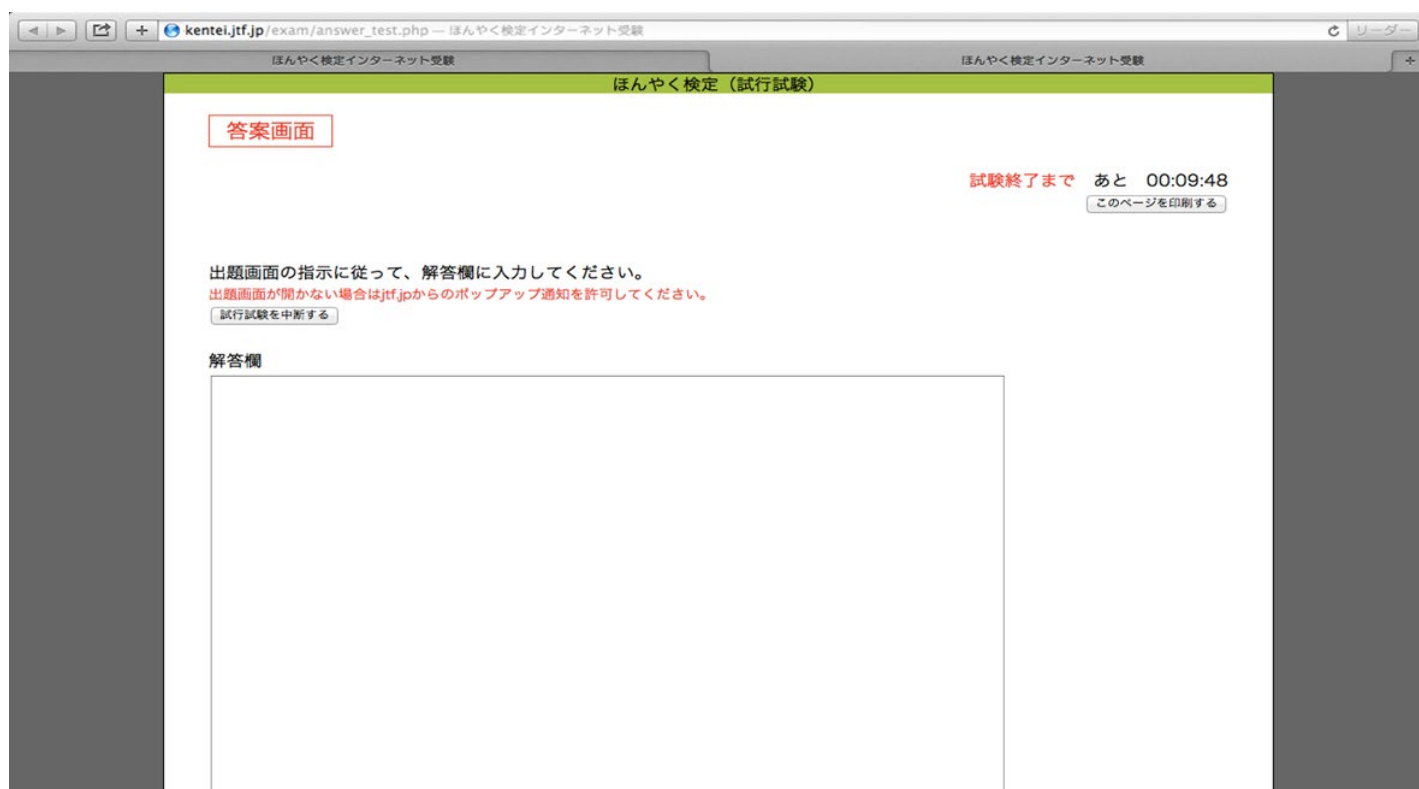 kentei.jtf.jp/exam/answer_test.php — ほんやく検定インターネット受験
リーダー
ほんやく検定インターネット受験
ほんやく検定インターネット受験
ほんやく検定（試行試験）
答案画面
試験終了まで あと 00:09:48
このページを印刷する
出題画面の指示に従って、解答欄に入力してください。
出題画面が開かない場合はjtf.jpからのポップアップ通知を許可してください。
試行試験を中断する
解答欄